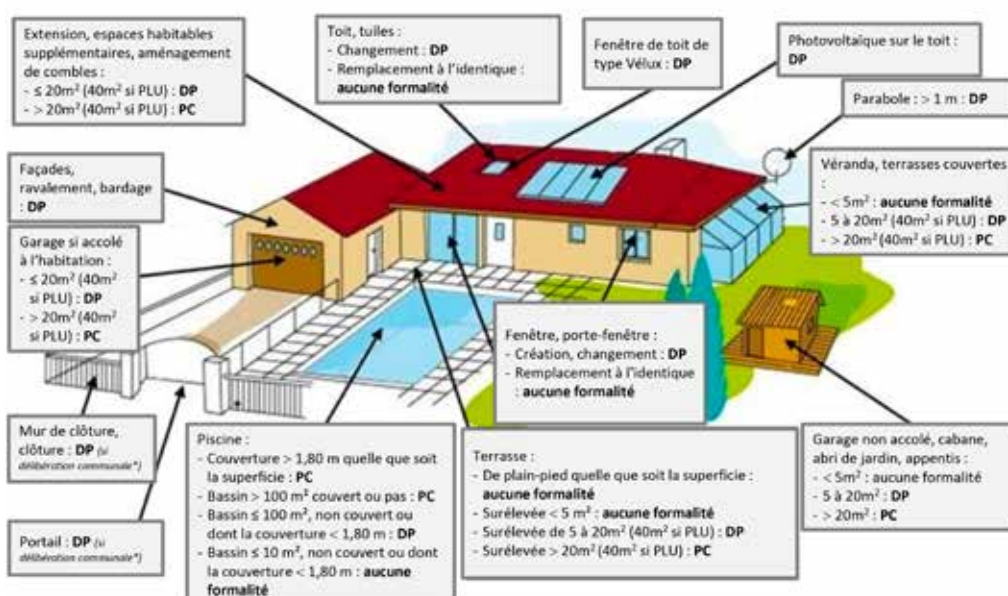 Extension, espaces habitables
supplémentaires, aménagement
de combles :
- ≤ 20m² (40m² si PLU) : DP
- > 20m² (40m² si PLU) : PC
Toit, tuiles :
- Changement : DP
- Remplacement à l'identique :
aucune formalité
Fenêtre de toit de
type Vélux : DP
Photovoltaïque sur le toit :
DP
Parabole : > 1 m : DP
Façades,
ravalement, bardage
: DP
Véranda, terrasses couvertes
:
- < 5m² : aucune formalité
- 5 à 20m² (40m² si PLU) : DP
- > 20m² (40m² si PLU) : PC
Garage si accolé
à l'habitation :
- ≤ 20m² (40m²
si PLU) : DP
- > 20m² (40m²
si PLU) : PC
Fenêtre, porte-fenêtre :
- Création, changement : DP
- Remplacement à l'identique
: aucune formalité
Mur de clôture,
clôture : DP (si
délibération communale*)
Portail : DP (si
délibération communale*)
Piscine :
- Couverture > 1,80 m quelle que soit
la superficie : PC
- Bassin > 100 m² couvert ou pas : PC
- Bassin ≤ 100 m², non couvert ou
dont la couverture < 1,80 m : DP
- Bassin ≤ 10 m², non couvert ou dont
la couverture < 1,80 m : aucune
formalité
Terrasse :
- De plain-pied quelle que soit la superficie :
aucune formalité
- Surélevée < 5 m² : aucune formalité
- Surélevée de 5 à 20m² (40m² si PLU) : DP
- Surélevée > 20m² (40m² si PLU) : PC
Garage non accolé, cabane,
abri de jardin, appentis :
- < 5m² : aucune formalité
- 5 à 20m² : DP
- > 20m² : PC